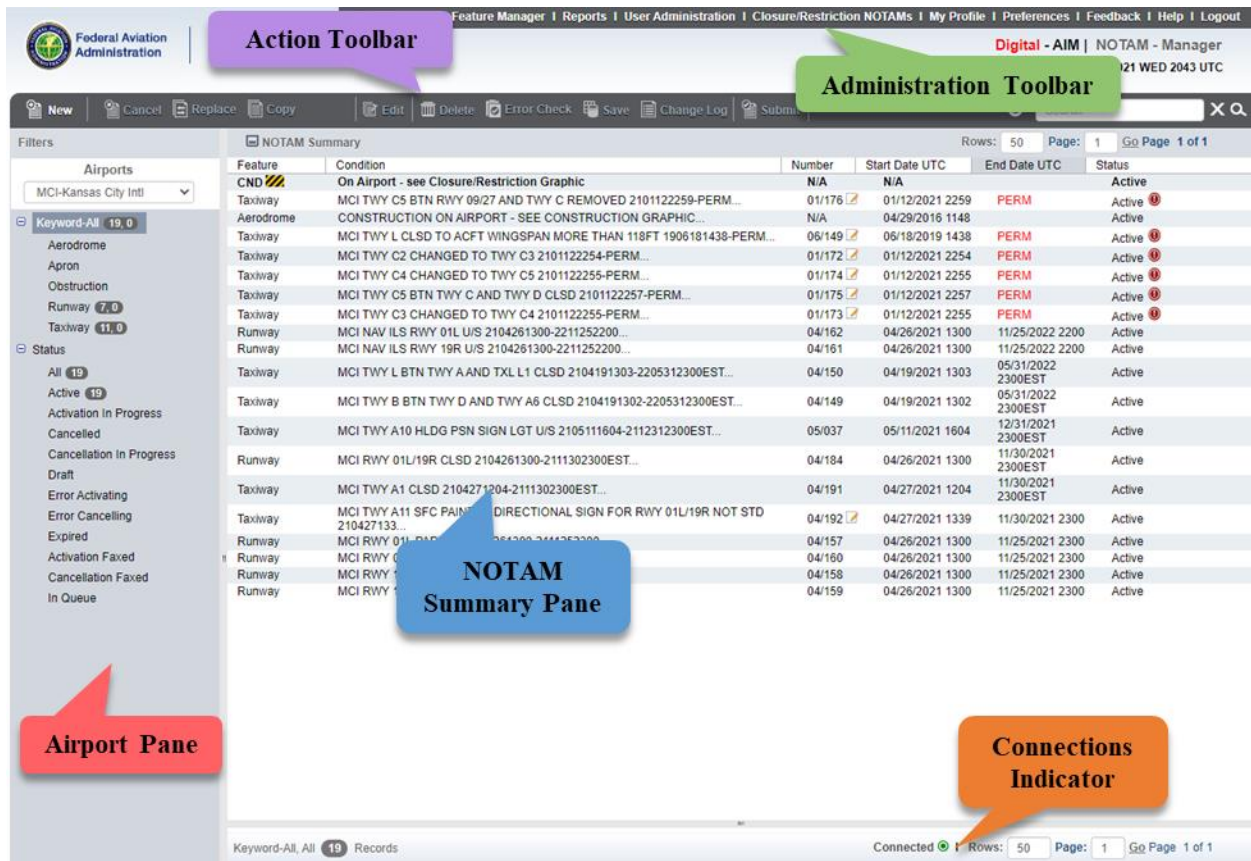 Feature Manager | Reports | User Administration | Closure/Restriction NOTAMs | My Profile | Preferences | Feedback | Help | Logout
Federal Aviation
Administration
Action Toolbar
Digital - AIM | NOTAM - Manager
21 WED 2043 UTC
Administration Toolbar
New Cancel Replace Copy Edit Delete Error Check Save Change Log Submit X
Filters
NOTAM Summary Rows: 50 Page: 1 Go Page 1 of 1
Airports
MCI-Kansas City Intl
Keyword-All 19, 0
Aerodrome
Apron
Obstruction
Runway 7, 0
Taxiway 11, 0
Status
All 19
Active 19
Activation In Progress
Cancelled
Cancellation In Progress
Draft
Error Activating
Error Cancelling
Expired
Activation Faxed
Cancellation Faxed
In Queue
Feature Condition Number Start Date UTC End Date UTC Status
CND On Airport - see Closure/Restriction Graphic N/A N/A Active
Taxiway MCI TWY C5 BTN RWY 09/27 AND TWY C REMOVED 2101122259-PERM... 01/176 01/12/2021 2259 PERM Active
Aerodrome CONSTRUCTION ON AIRPORT - SEE CONSTRUCTION GRAPHIC... N/A 04/29/2016 1148 Active
Taxiway MCI TWY L CLSD TO ACFT WINGSPAN MORE THAN 118FT 1906181438-PERM... 06/149 06/18/2019 1438 PERM Active
Taxiway MCI TWY C2 CHANGED TO TWY C3 2101122254-PERM... 01/172 01/12/2021 2254 PERM Active
Taxiway MCI TWY C4 CHANGED TO TWY C5 2101122255-PERM... 01/174 01/12/2021 2255 PERM Active
Taxiway MCI TWY C5 BTN TWY C AND TWY D CLSD 2101122257-PERM... 01/175 01/12/2021 2257 PERM Active
Taxiway MCI TWY C3 CHANGED TO TWY C4 2101122255-PERM... 01/173 01/12/2021 2255 PERM Active
Runway MCI NAV ILS RWY 01L U/S 2104261300-2211252200... 04/162 04/26/2021 1300 11/25/2022 2200 Active
Runway MCI NAV ILS RWY 19R U/S 2104261300-2211252200... 04/161 04/26/2021 1300 11/25/2022 2200 Active
Taxiway MCI TWY L BTN TWY A AND TXL L1 CLSD 2104191303-2205312300EST... 04/150 04/19/2021 1303 05/31/2022 2300EST Active
Taxiway MCI TWY B BTN TWY D AND TWY A6 CLSD 2104191302-2205312300EST... 04/149 04/19/2021 1302 05/31/2022 2300EST Active
Taxiway MCI TWY A10 HLDG PSN SIGN LGT U/S 2105111604-2112312300EST... 05/037 05/11/2021 1604 12/31/2021 2300EST Active
Runway MCI RWY 01L/19R CLSD 2104261300-2111302300EST... 04/184 04/26/2021 1300 11/30/2021 2300EST Active
Taxiway MCI TWY A1 CLSD 2104271204-2111302300EST... 04/191 04/27/2021 1204 11/30/2021 2300EST Active
Taxiway MCI TWY A11 SFC DIRECTIONAL SIGN FOR RWY 01L/19R NOT STD 210427133... 04/192 04/27/2021 1339 11/30/2021 2300 Active
Runway MCI RWY 04/157 04/26/2021 1300 11/25/2021 2300 Active
Runway MCI RWY 04/160 04/26/2021 1300 11/25/2021 2300 Active
Runway MCI RWY 04/158 04/26/2021 1300 11/25/2021 2300 Active
Runway MCI RWY 04/159 04/26/2021 1300 11/25/2021 2300 Active
NOTAM
Summary Pane
Airport Pane
Connections
Indicator
Keyword-All, All 19 Records Connected Rows: 50 Page: 1 Go Page 1 of 1